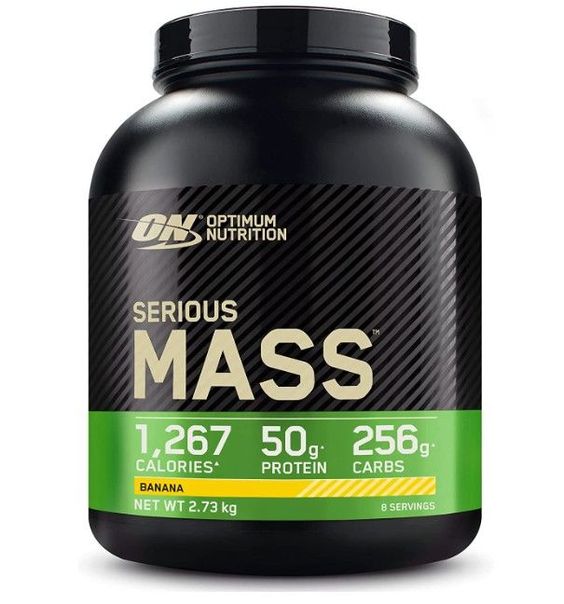 ON OPTIMUM
NUTRITION
SERIOUS
MASS™
1,267 50g* 256g*
CALORIES* PROTEIN CARBS
BANANA
NET WT 2.73 kg 8 SERVINGS